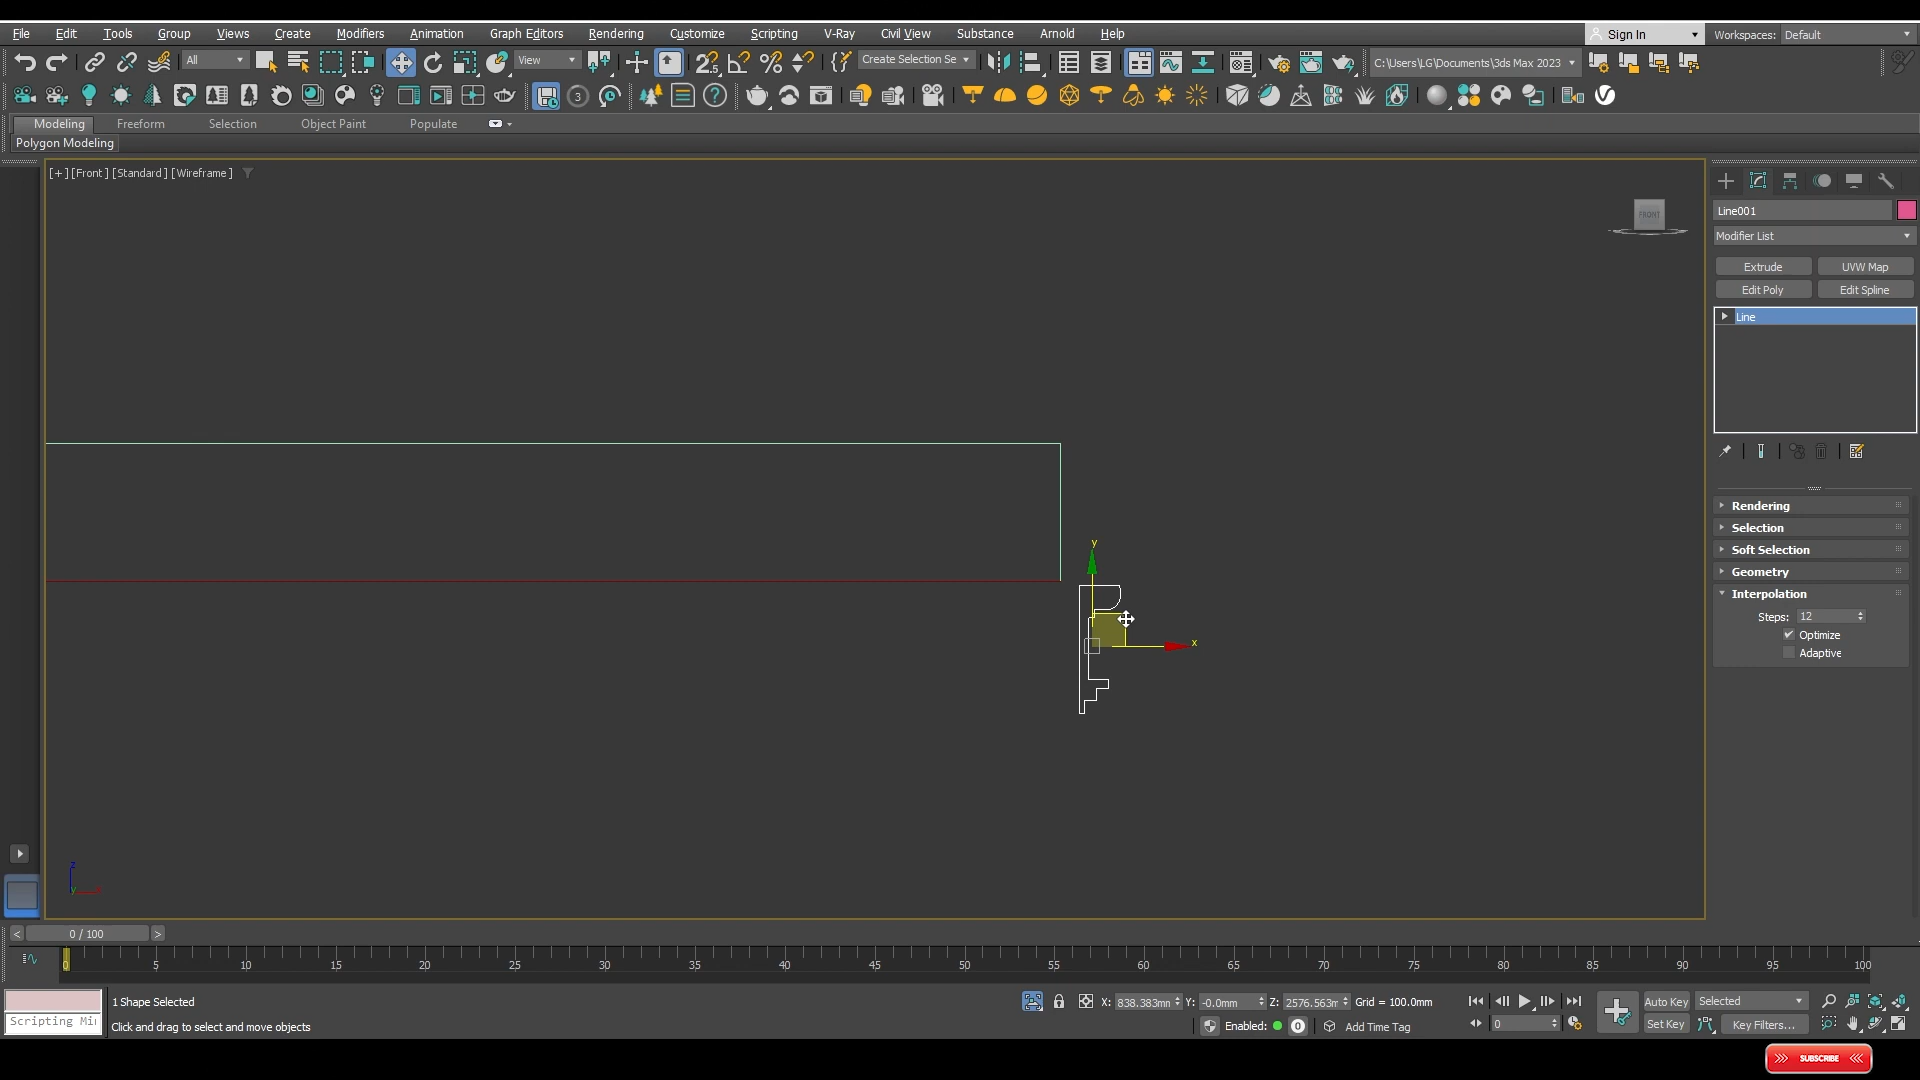 File Edit Tools Group Views Create Modifiers Animation Graph Editors Rendering Customize Scripting V-Ray Civil View Substance Arnold Help Sign In Workspaces: Default
All View Create Selection Se C:\Users\LG\Documents\3ds Max 2023
Modeling Freeform Selection Object Paint Populate
Polygon Modeling
[+] [Front ] [Standard ] [Wireframe ]
FRONT
Line001
Modifier List
Extrude UVW Map
Edit Poly Edit Spline
Line
Rendering
Selection
Soft Selection
Geometry
Interpolation
Steps: 12
Optimize
Adaptive
y
x
z
y
< 0 / 100 >
0 5 10 15 20 25 30 35 40 45 50 55 60 65 70 75 80 85 90 95 100
1 Shape Selected
X: 838.383mm Y: -0.0mm Z: 2576.563m Grid = 100.0mm
Auto Key Selected
Scripting Mi
Click and drag to select and move objects
Enabled: 0 Add Time Tag
0 Set Key Key Filters...
SUBSCRIBE